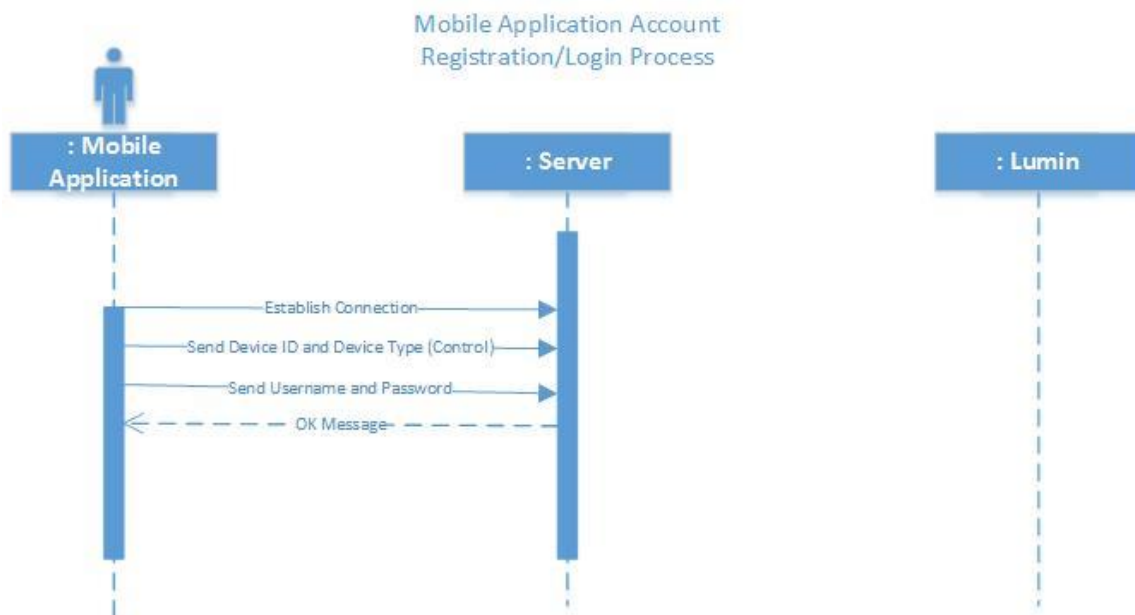 Mobile Application Account
Registration/Login Process
: Mobile
Application
: Server
: Lumin
Establish Connection
Send Device ID and Device Type (Control)
Send Username and Password
OK Message